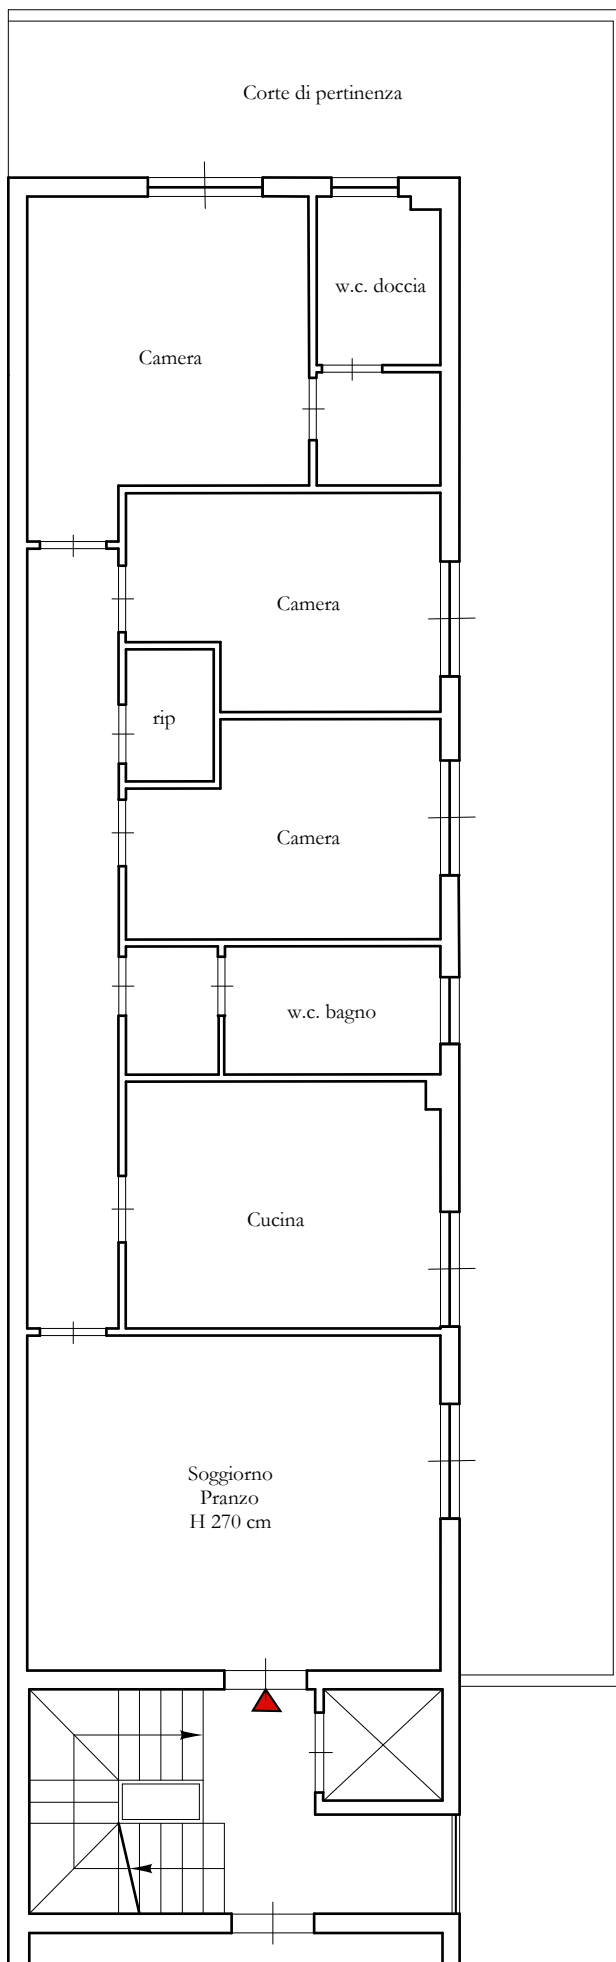 Corte di pertinenza
w.c. doccia
Camera
Camera
rip
Camera
w.c. bagno
Cucina
Soggiorno
Pranzo
H 270 cm